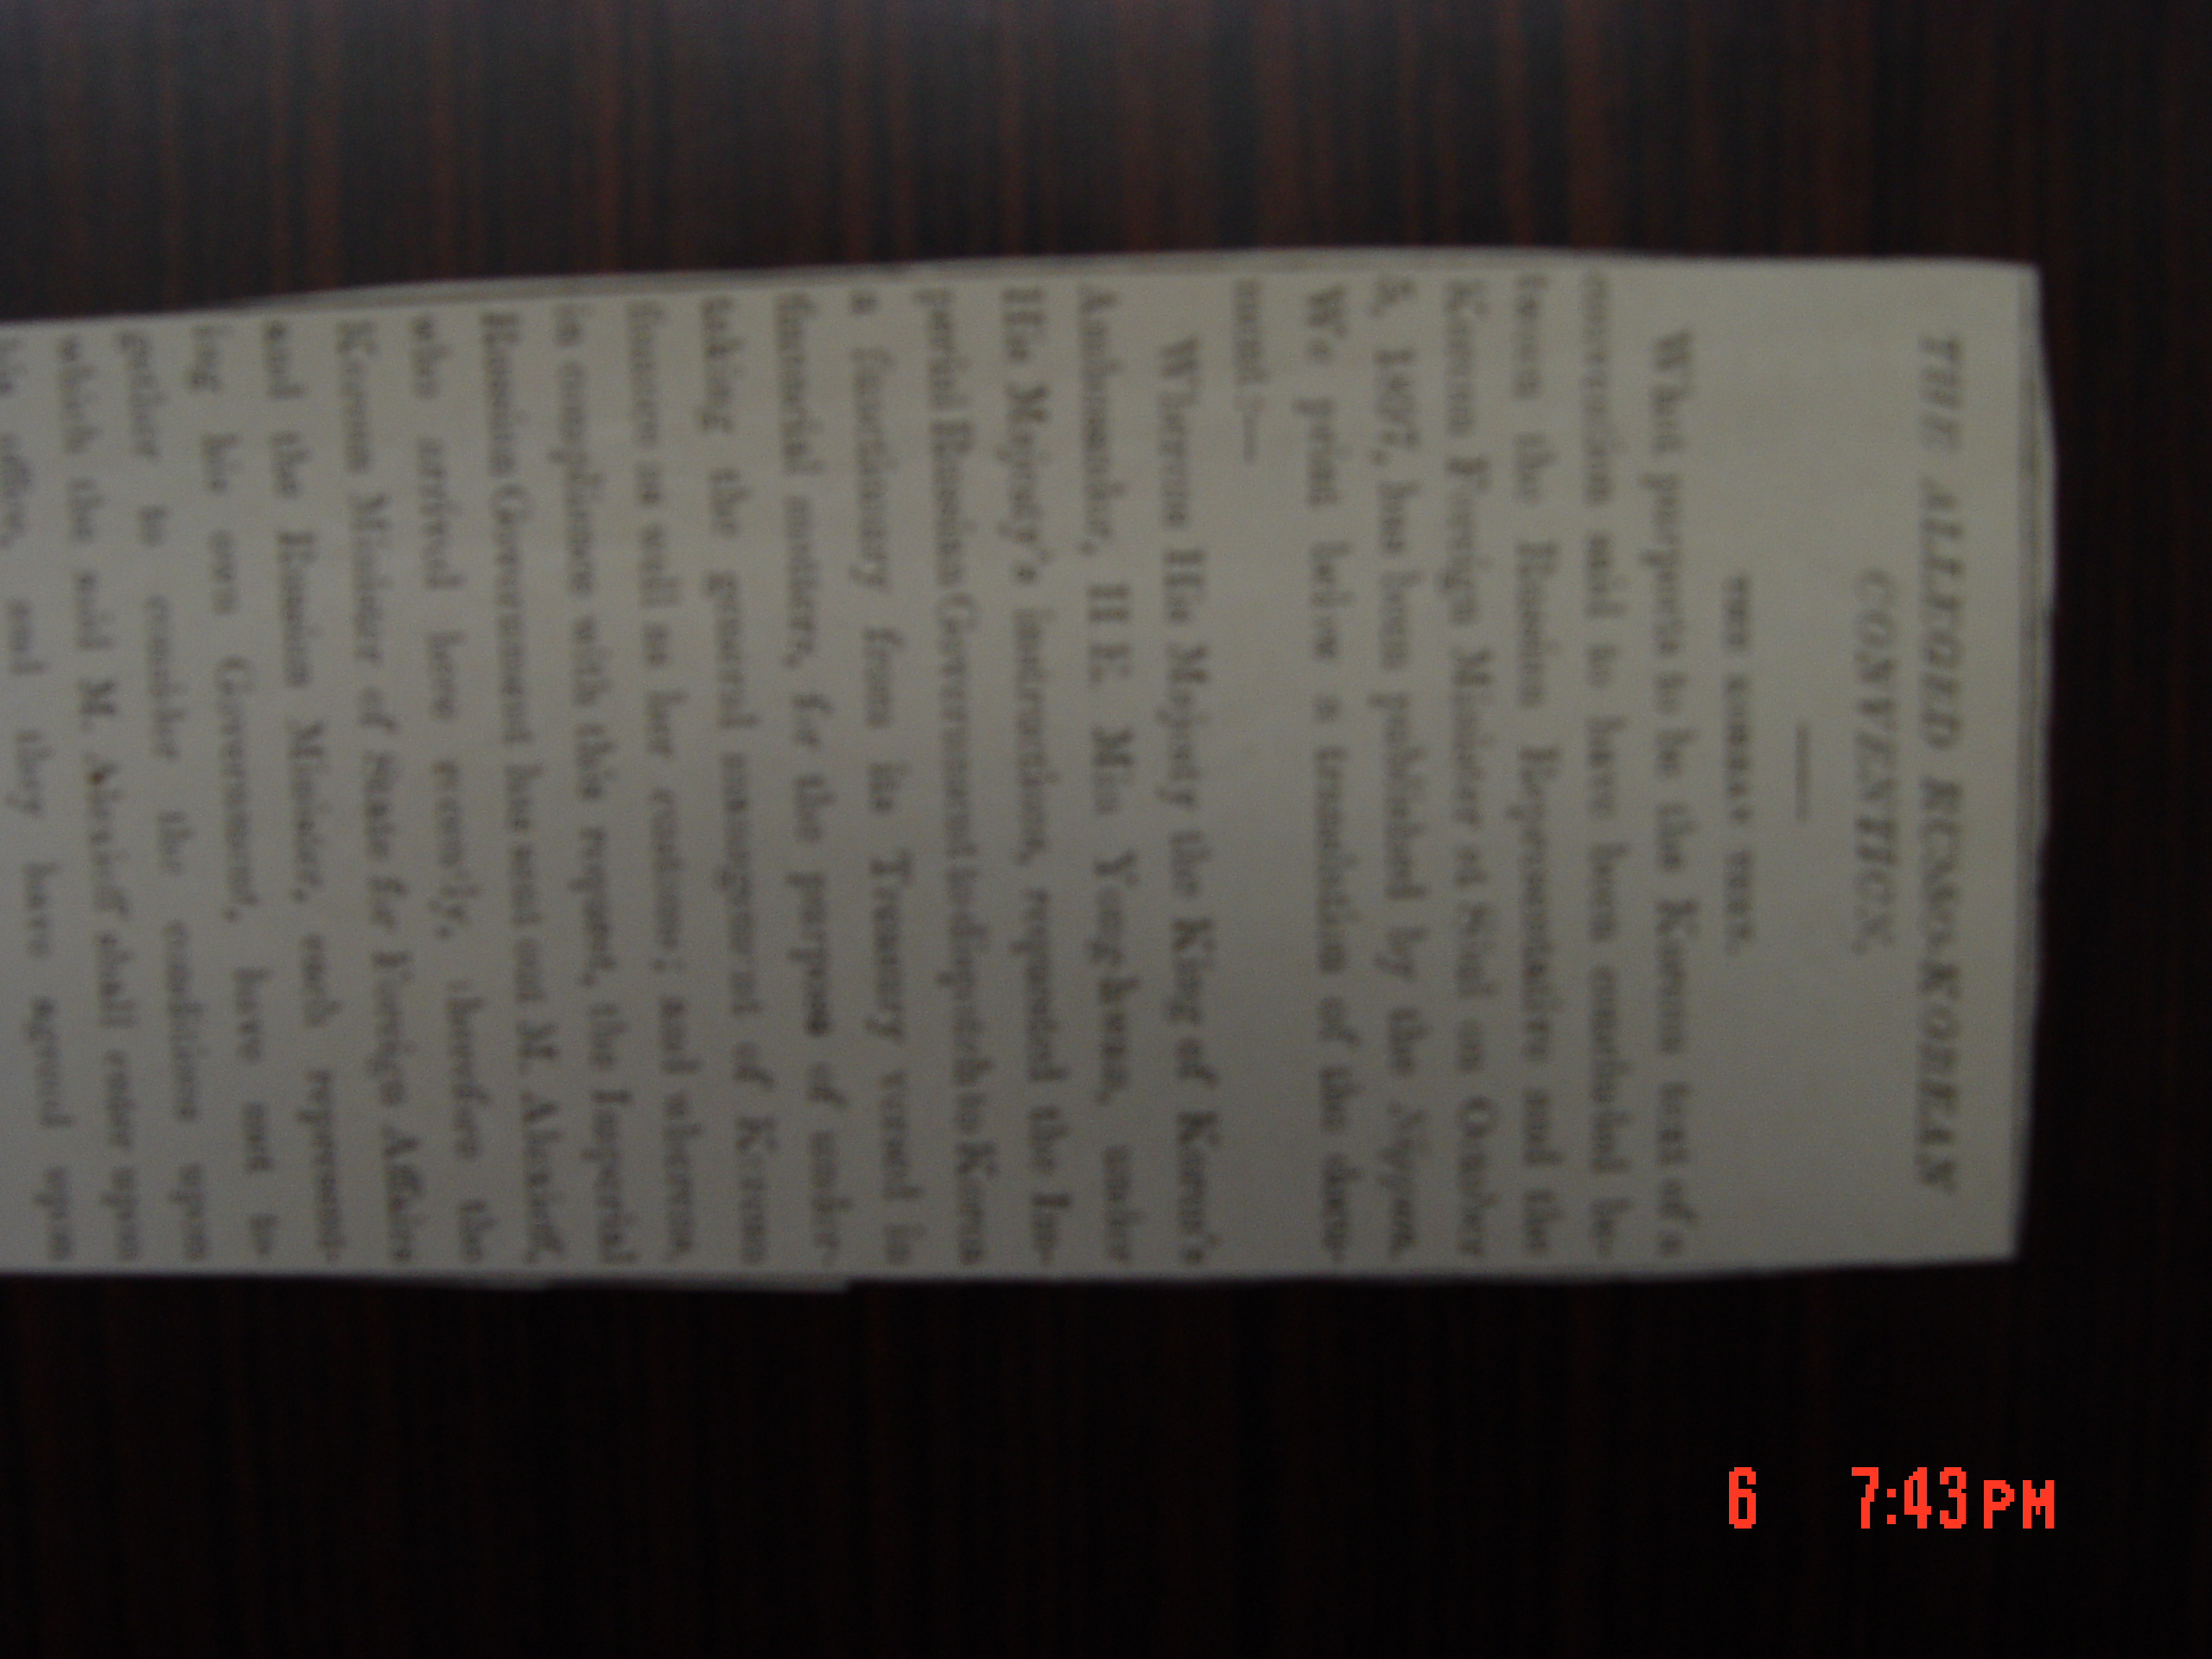 THE ALLEGED RUSSO-KOREAN
CONVENTION.
THE KOREAN TEXT.
What purports to be the Korean text of a
convention said to have been concluded be-
tween the Russian Representative and the
Korean Foreign Minister at Söul on October
5, 1897, has been published by the Nippon.
We print below a translation of the docu-
ment:—
Whereas His Majesty the King of Korea's
Ambassador, H E. Min Yong-hwan, under
His Majesty's instructions, requested the Im-
perial Russian Government to dispatch to Korea
a functionary from its Treasury versed in
financial matters, for the purpose of under-
taking the general management of Korean
finances as well as her customs; and whereas,
in compliance with this request, the Imperial
Russian Government has sent out M. Alexieff,
who arrived here recently, therefore the
Korean Minister of State for Foreign Affairs
and the Russian Minister, each represent-
ing his own Government, have met to-
gether to consider the conditions upon
which the said M. Alexieff shall enter upon
his office, and they have agreed upon
6 7:43 PM